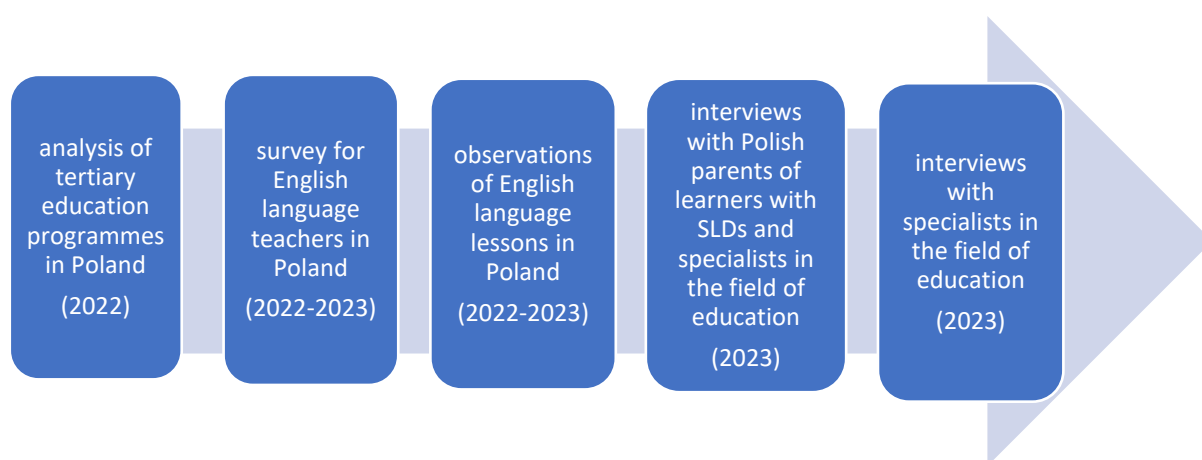 analysis of
tertiary
education
programmes
in Poland
(2022)
survey for
English
language
teachers in
Poland
(2022-2023)
observations
of English
language
lessons in
Poland
(2022-2023)
interviews
with Polish
parents of
learners with
SLDs and
specialists in
the field of
education
(2023)
interviews
with
specialists in
the field of
education
(2023)